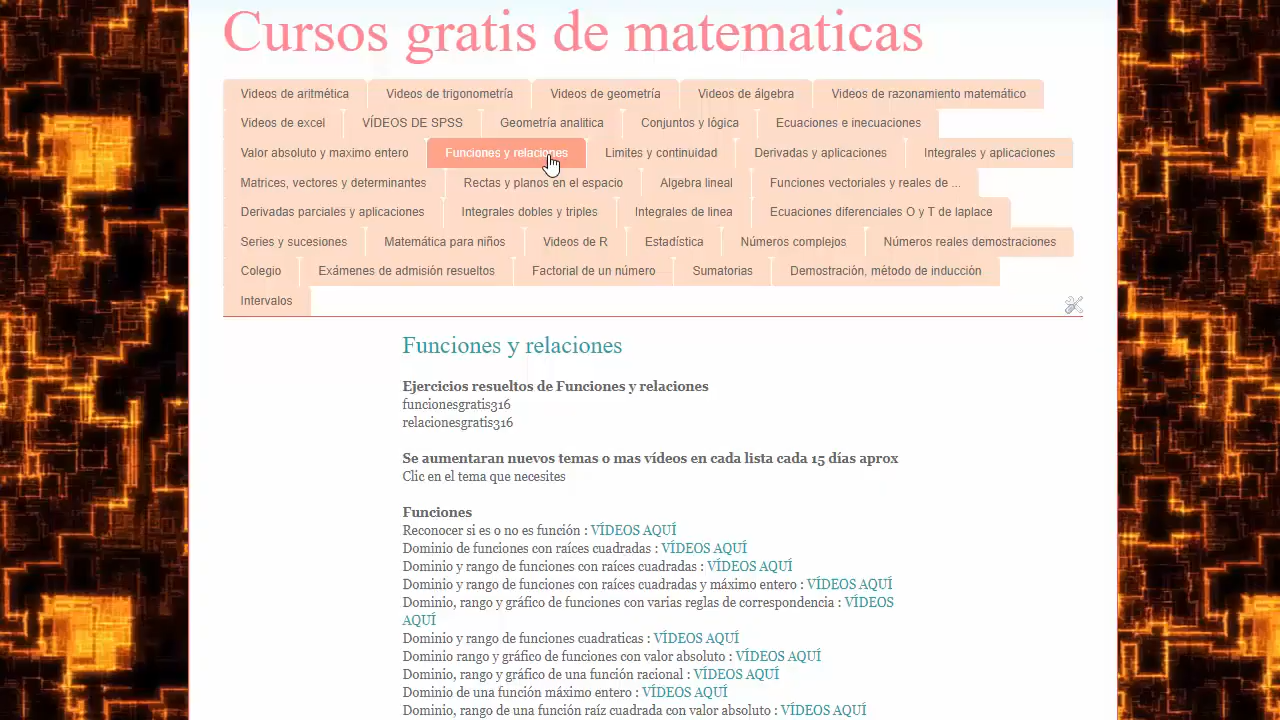 Cursos gratis de matematicas
Videos de aritmética Videos de trigonometría Videos de geometría Videos de álgebra Videos de razonamiento matemático
Videos de excel VÍDEOS DE SPSS Geometría analitica Conjuntos y lógica Ecuaciones e inecuaciones
Valor absoluto y maximo entero Funciones y relaciones Limites y continuidad Derivadas y aplicaciones Integrales y aplicaciones
Matrices, vectores y determinantes Rectas y planos en el espacio Algebra lineal Funciones vectoriales y reales de ...
Derivadas parciales y aplicaciones Integrales dobles y triples Integrales de linea Ecuaciones diferenciales O y T de laplace
Series y sucesiones Matemática para niños Videos de R Estadística Números complejos Números reales demostraciones
Colegio Exámenes de admisión resueltos Factorial de un número Sumatorias Demostración, método de inducción
Intervalos
Funciones y relaciones
Ejercicios resueltos de Funciones y relaciones
funcionesgratis316
relacionesgratis316
Se aumentaran nuevos temas o mas vídeos en cada lista cada 15 días aprox
Clic en el tema que necesites
Funciones
Reconocer si es o no es función : VÍDEOS AQUÍ
Dominio de funciones con raíces cuadradas : VÍDEOS AQUÍ
Dominio y rango de funciones con raíces cuadradas : VÍDEOS AQUÍ
Dominio y rango de funciones con raíces cuadradas y máximo entero : VÍDEOS AQUÍ
Dominio, rango y gráfico de funciones con varias reglas de correspondencia : VÍDEOS
AQUÍ
Dominio y rango de funciones cuadraticas : VÍDEOS AQUÍ
Dominio rango y gráfico de funciones con valor absoluto : VÍDEOS AQUÍ
Dominio, rango y gráfico de una función racional : VÍDEOS AQUÍ
Dominio de una función máximo entero : VÍDEOS AQUÍ
Dominio, rango de una función raíz cuadrada con valor absoluto : VÍDEOS AQUÍ